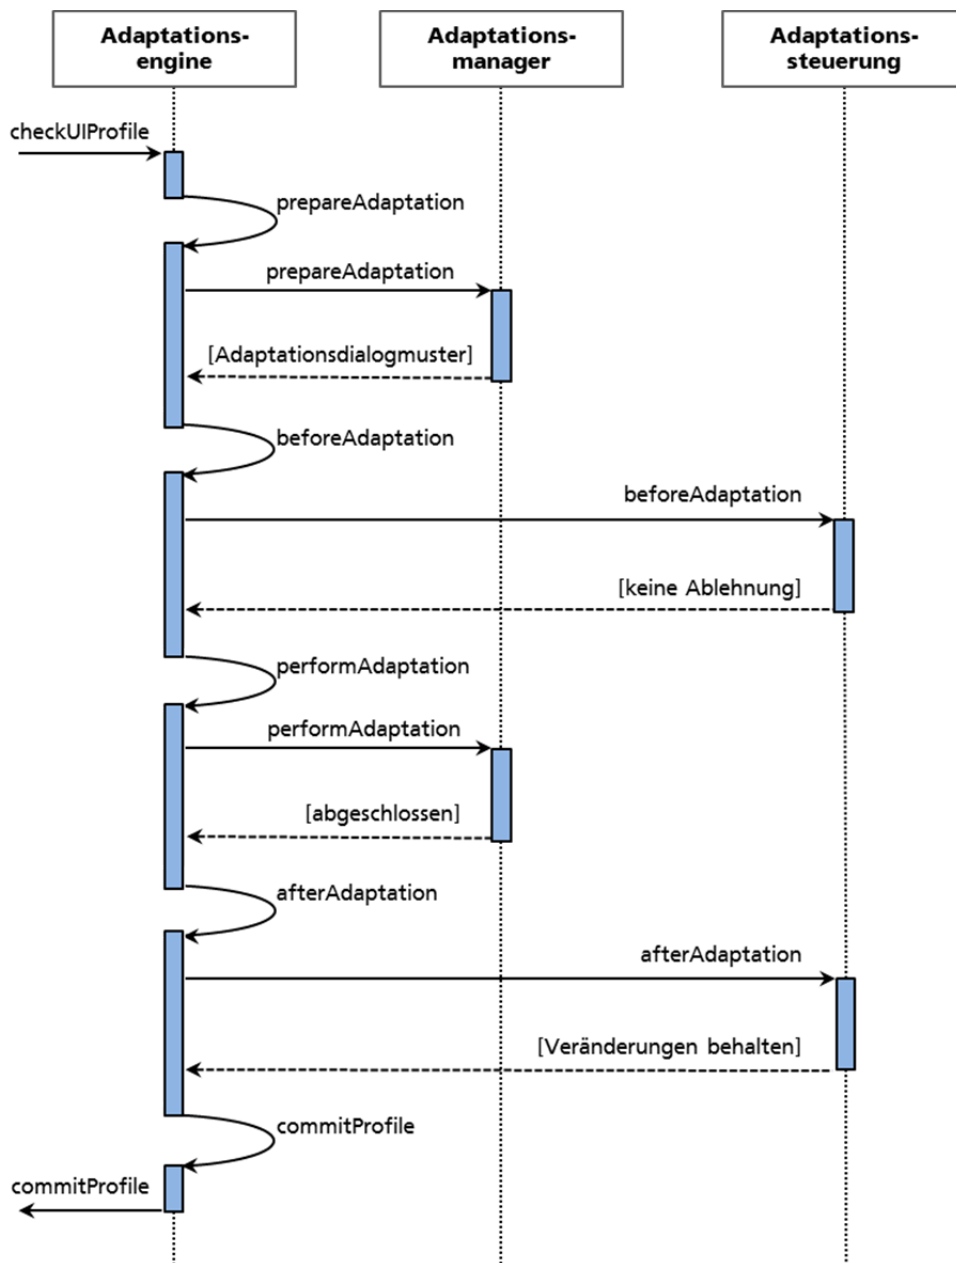 Adaptations-
engine
Adaptations-
manager
Adaptations-
steuerung
checkUIProfile
prepareAdaptation
prepareAdaptation
[Adaptationsdialogmuster]
beforeAdaptation
beforeAdaptation
[keine Ablehnung]
performAdaptation
performAdaptation
[abgeschlossen]
afterAdaptation
afterAdaptation
[Veränderungen behalten]
commitProfile
commitProfile